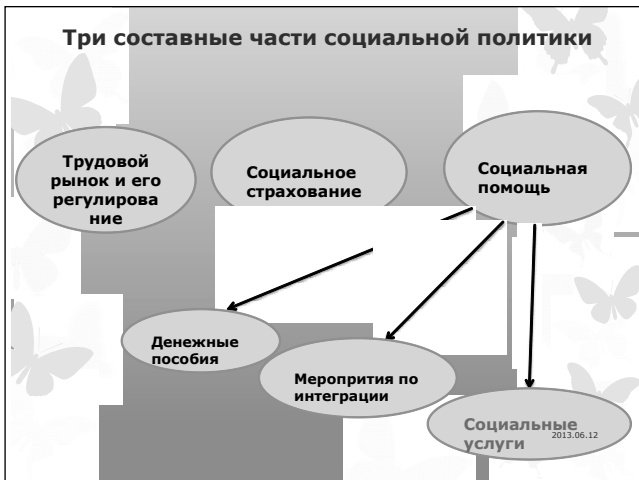 Три составные части социальной политики
Трудовой
рынок и его
регулирова
ние
Социальное
страхование
Социальная
помощь
Денежные
пособия
Меропрития по
интеграции
Социальные
услуги
2013.06.12